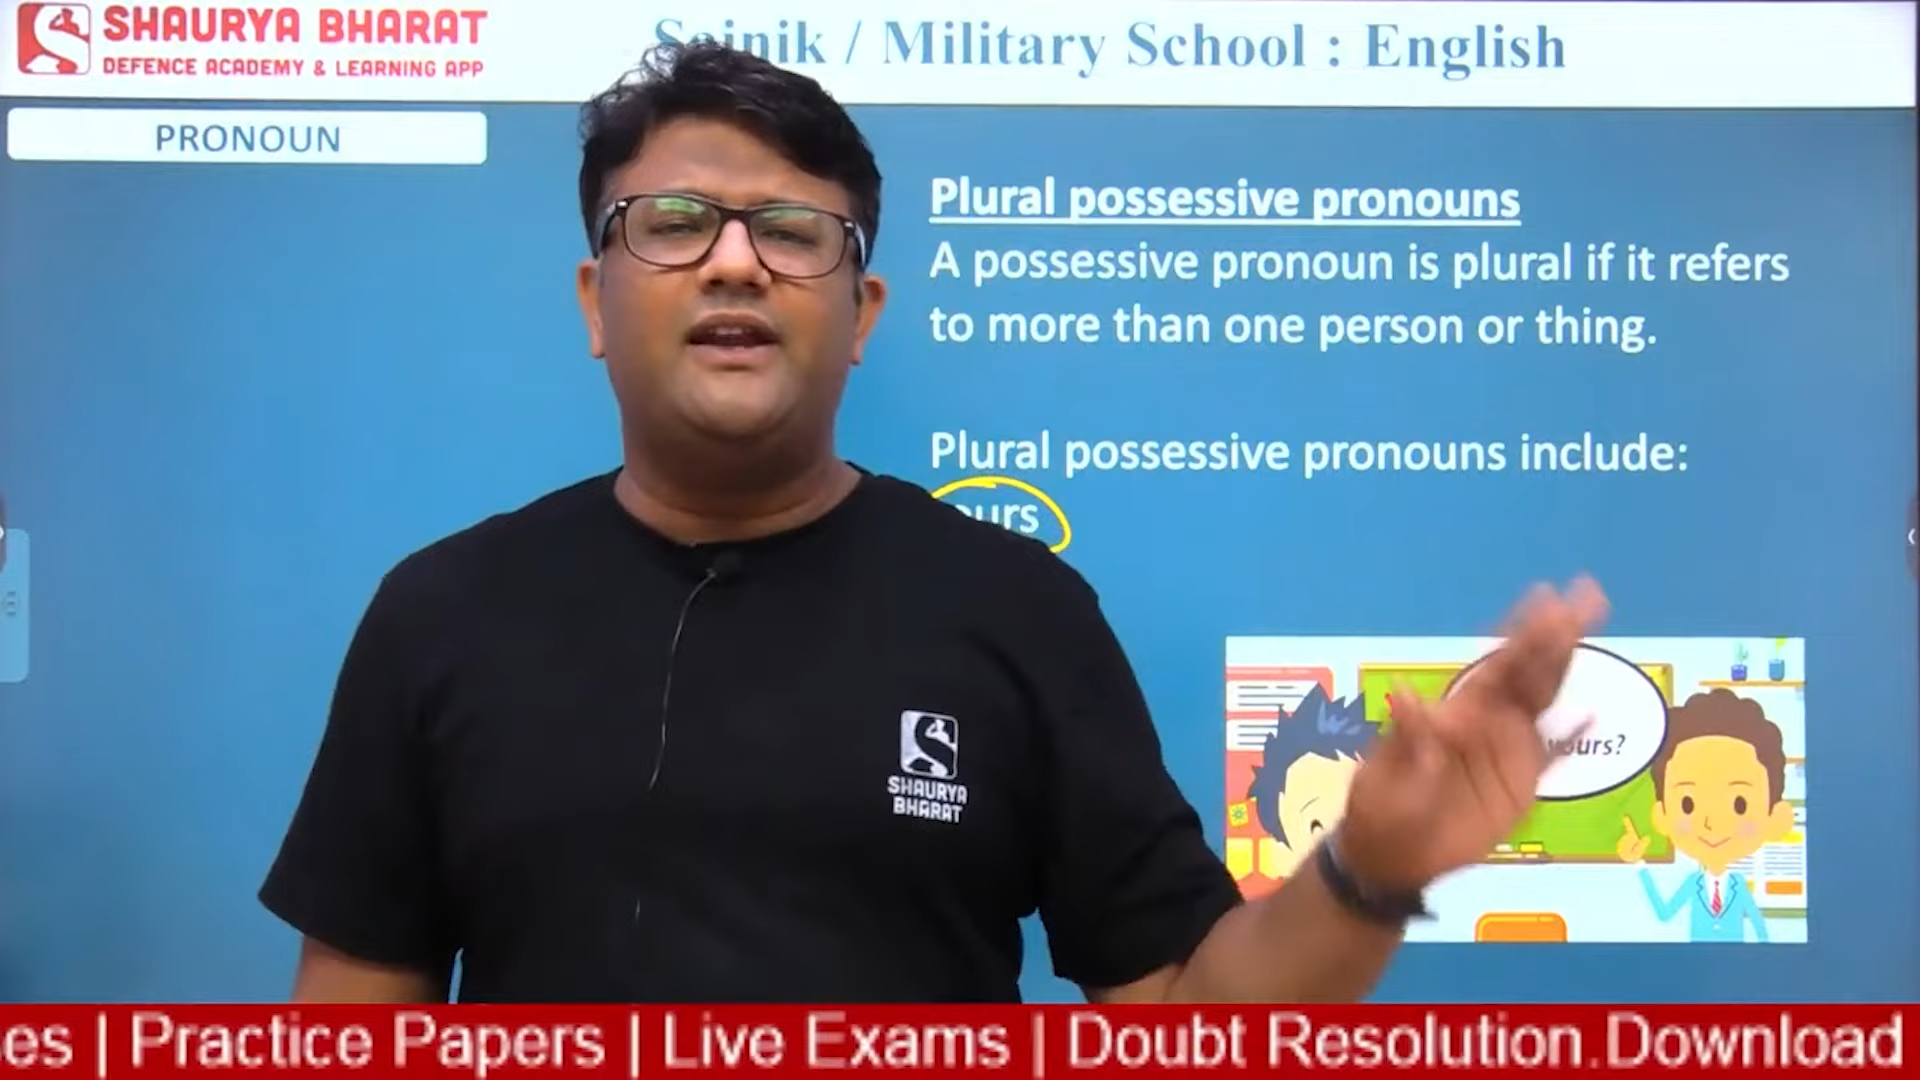 SHAURYA BHARAT
DEFENCE ACADEMY & LEARNING APP
Sainik / Military School : English
PRONOUN
Plural possessive pronouns
A possessive pronoun is plural if it refers
to more than one person or thing.
Plural possessive pronouns include:
yours?
SHAURYA
BHARAT
| Practice Papers | Live Exams | Doubt Resolution.Download